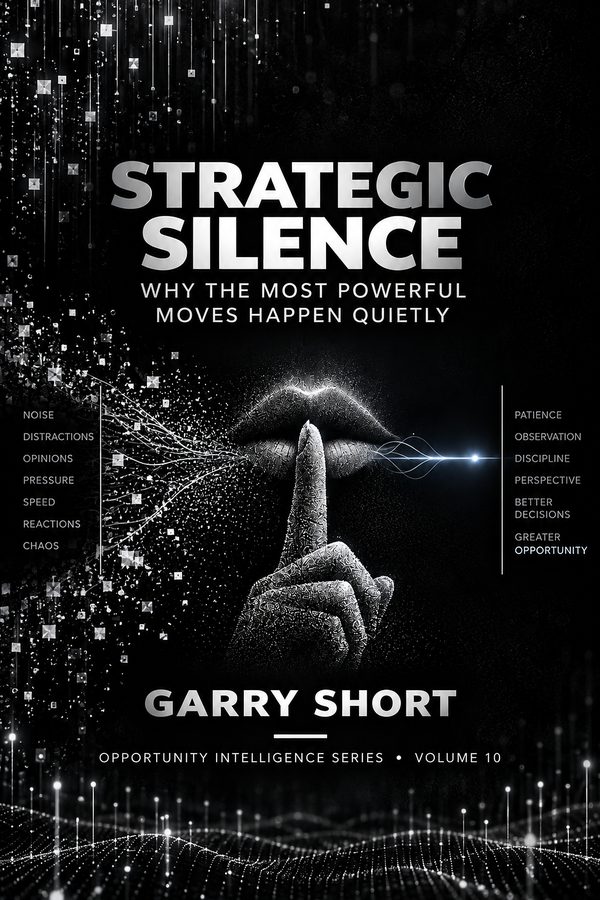 STRATEGIC
SILENCE
WHY THE MOST POWERFUL
MOVES HAPPEN QUIETLY
NOISE
DISTRACTIONS
OPINIONS
PRESSURE
SPEED
REACTIONS
CHAOS
PATIENCE
OBSERVATION
DISCIPLINE
PERSPECTIVE
BETTER
DECISIONS
GREATER
OPPORTUNITY
GARRY SHORT
OPPORTUNITY INTELLIGENCE SERIES • VOLUME 10